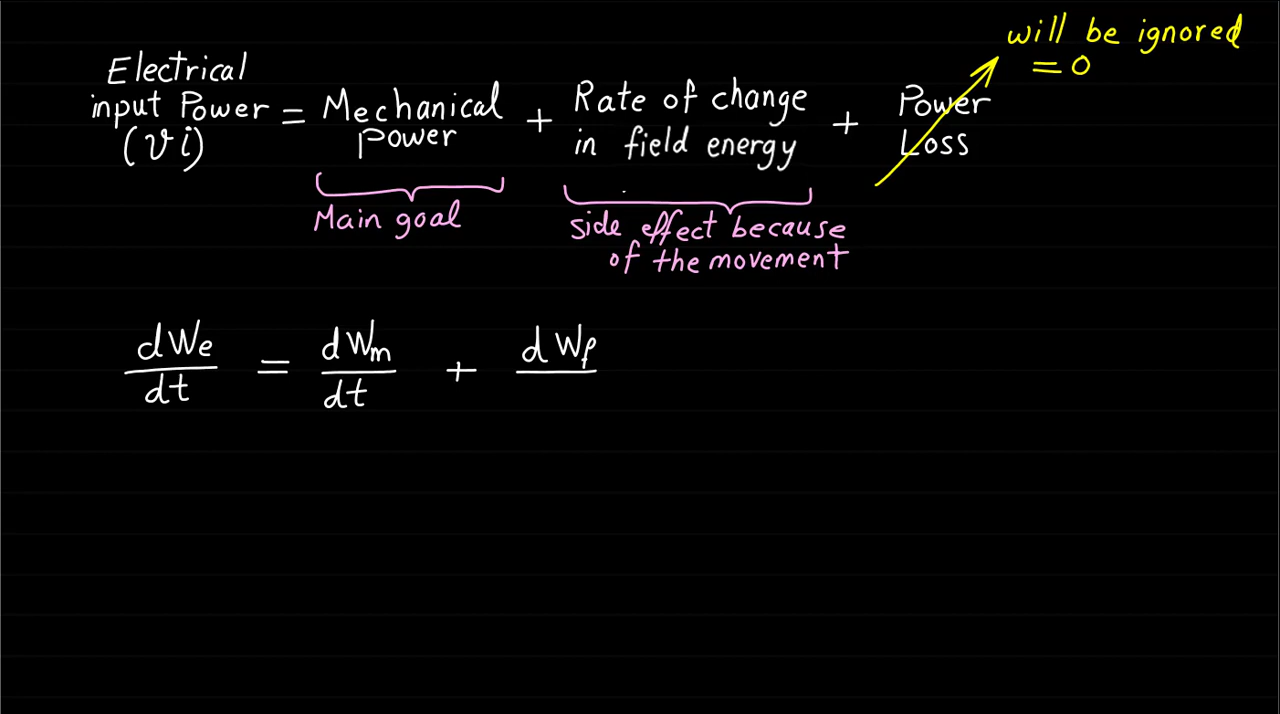 will be ignored
= 0
Electrical
input Power = Mechanical + Rate of change + Power
(vi) power in field energy Loss
Main goal side effect because
of the movement
dWe = dWm + dWf
dt dt